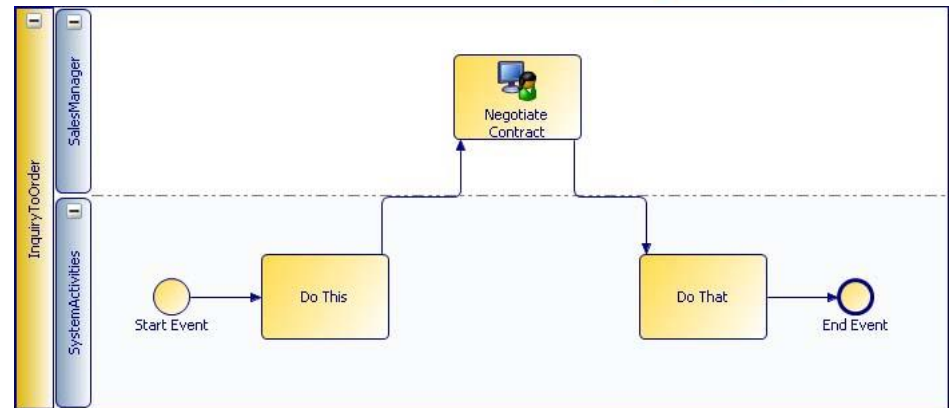 InquiryToOrder
SalesManager
Negotiate
Contract
SystemActivities
Start Event
Do This
Do That
End Event